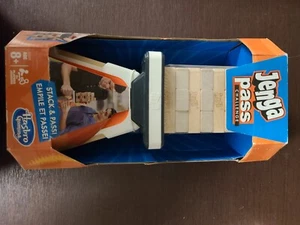 Jenga
pass
CHALLENGE
8+
STACK & PASS!
EMPILE ET PASSE!
Hasbro
Gaming